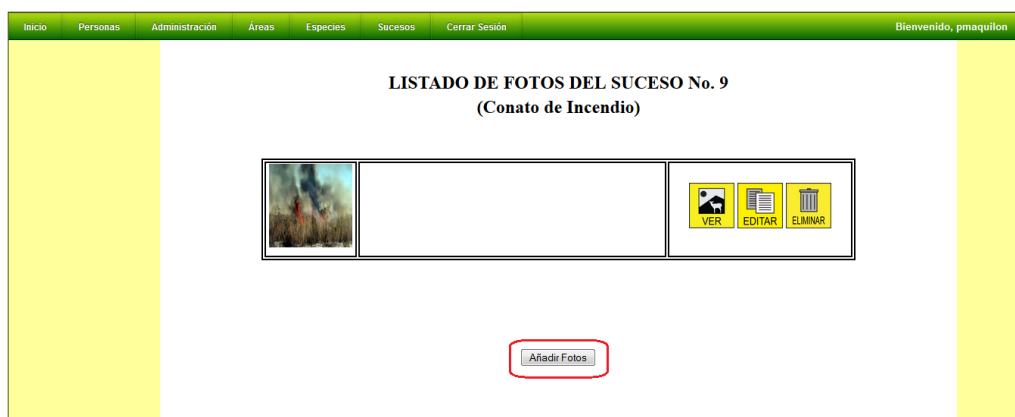 Inicio Personas Administración Áreas Especies Sucesos Cerrar Sesión Bienvenido, pmaquilon
LISTADO DE FOTOS DEL SUCESO No. 9
(Conato de Incendio)
VER EDITAR ELIMINAR
Añadir Fotos